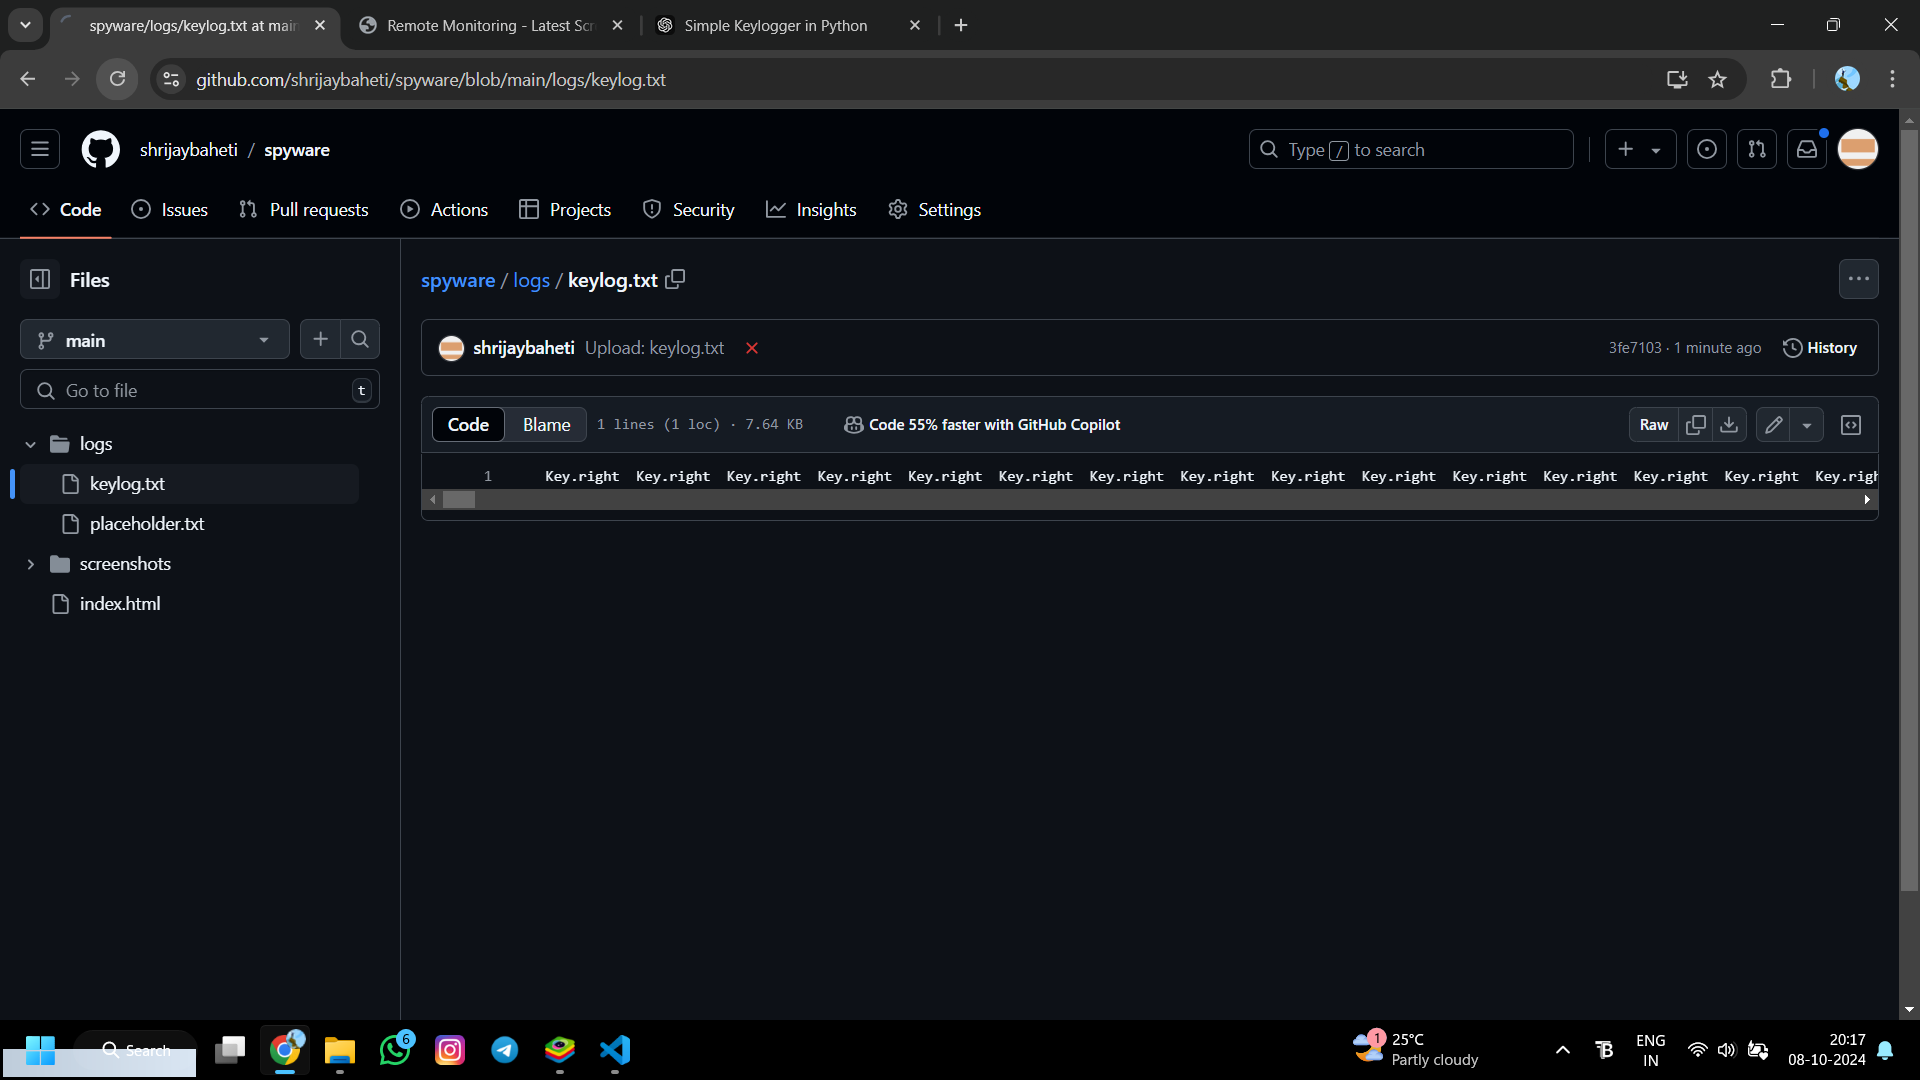 spyware/logs/keylog.txt at main
Remote Monitoring - Latest Scr
Simple Keylogger in Python
github.com/shrijaybaheti/spyware/blob/main/logs/keylog.txt
shrijaybaheti / spyware
Type / to search
Code
Issues
Pull requests
Actions
Projects
Security
Insights
Settings
Files
main
Go to file
t
logs
keylog.txt
placeholder.txt
screenshots
index.html
spyware / logs / keylog.txt
shrijaybaheti Upload: keylog.txt
3fe7103 · 1 minute ago
History
Code
Blame
1 lines (1 loc) · 7.64 KB
Code 55% faster with GitHub Copilot
Raw
1 Key.right Key.right Key.right Key.right Key.right Key.right Key.right Key.right Key.right Key.right Key.right Key.right Key.right Key.right Key.righ
Search
6
1
25°C
Partly cloudy
ENG
IN
20:17
08-10-2024